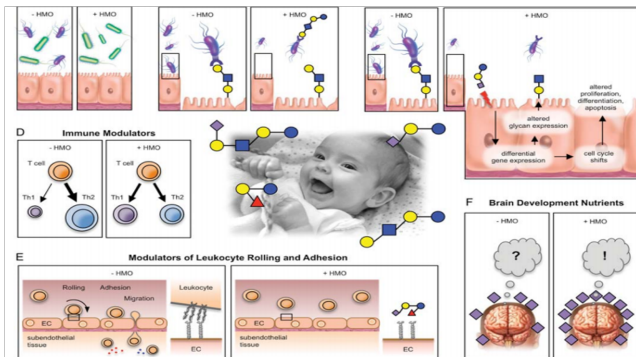 - HMO
+ HMO
- HMO
+ HMO
- HMO
+ HMO
altered
proliferation,
differentiation,
apoptosis
altered
glycan expression
differential
gene expression
cell cycle
shifts
D
Immune Modulators
- HMO
+ HMO
T cell
T cell
Th1
Th2
Th1
Th2
E
Modulators of Leukocyte Rolling and Adhesion
- HMO
+ HMO
Rolling
Adhesion
Migration
Leukocyte
EC
subendothelial
tissue
EC
EC
subendothelial
tissue
EC
F
Brain Development Nutrients
- HMO
+ HMO
?
!